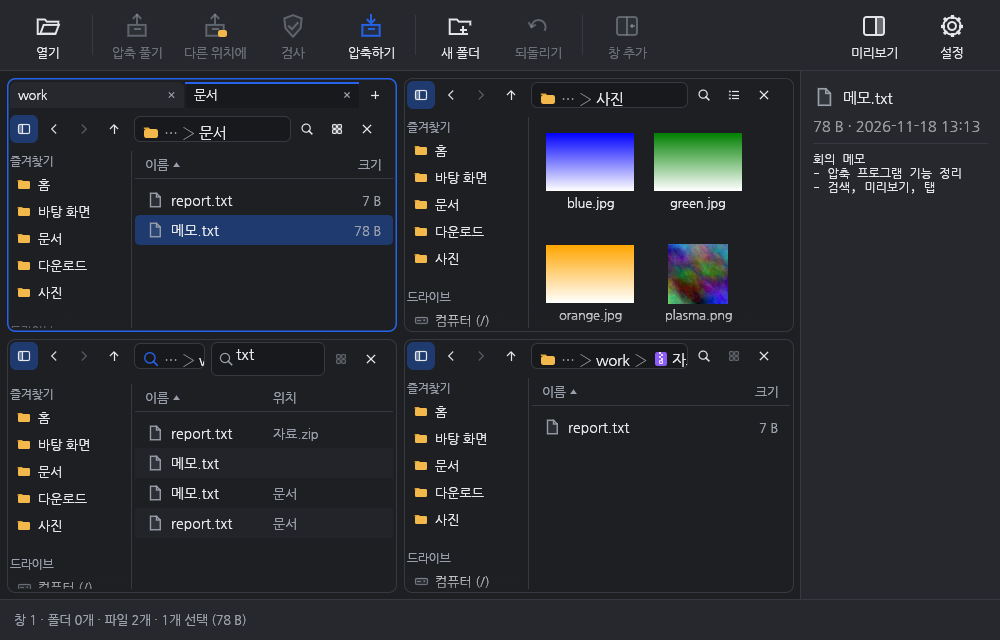 열기
압축 풀기
다른 위치에
검사
압축하기
새 폴더
되돌리기
창 추가
미리보기
설정
work ×
문서 ×
+
··· > 문서
즐겨찾기
홈
바탕 화면
문서
다운로드
사진
이름
크기
report.txt 7 B
메모.txt 78 B
··· > 사진
즐겨찾기
홈
바탕 화면
문서
다운로드
사진
드라이브
컴퓨터 (/)
blue.jpg
green.jpg
orange.jpg
plasma.png
···
txt
즐겨찾기
홈
바탕 화면
문서
다운로드
사진
드라이브
컴퓨터 (/)
이름
위치
report.txt 자료.zip
메모.txt
메모.txt 문서
report.txt 문서
··· > work >
즐겨찾기
홈
바탕 화면
문서
다운로드
사진
드라이브
컴퓨터 (/)
이름
크기
report.txt 7 B
메모.txt
78 B · 2026-11-18 13:13
회의 메모
- 압축 프로그램 기능 정리
- 검색, 미리보기, 탭
창 1 · 폴더 0개 · 파일 2개 · 1개 선택 (78 B)